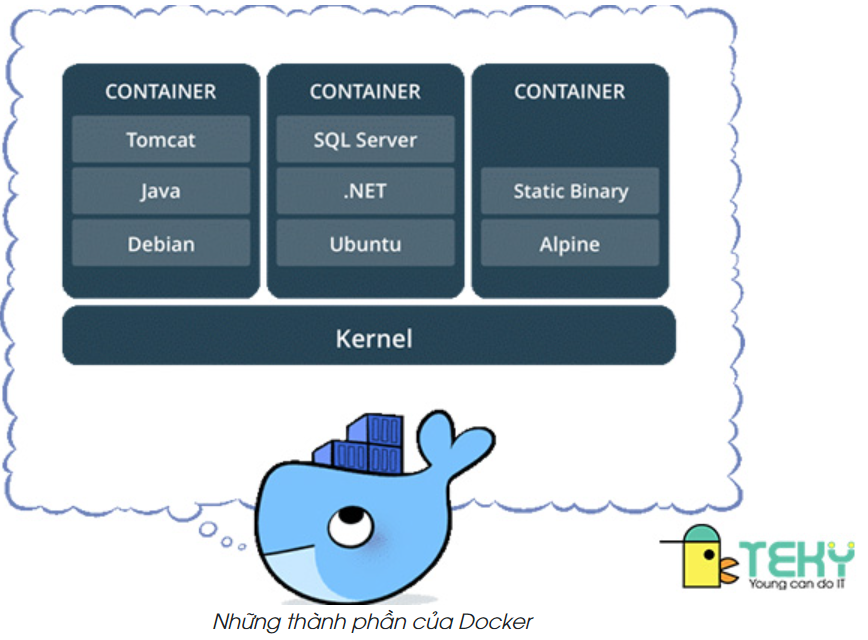 CONTAINER
Tomcat
Java
Debian
CONTAINER
SQL Server
.NET
Ubuntu
CONTAINER
Static Binary
Alpine
Kernel
TEKY
Young can do IT
Những thành phần của Docker